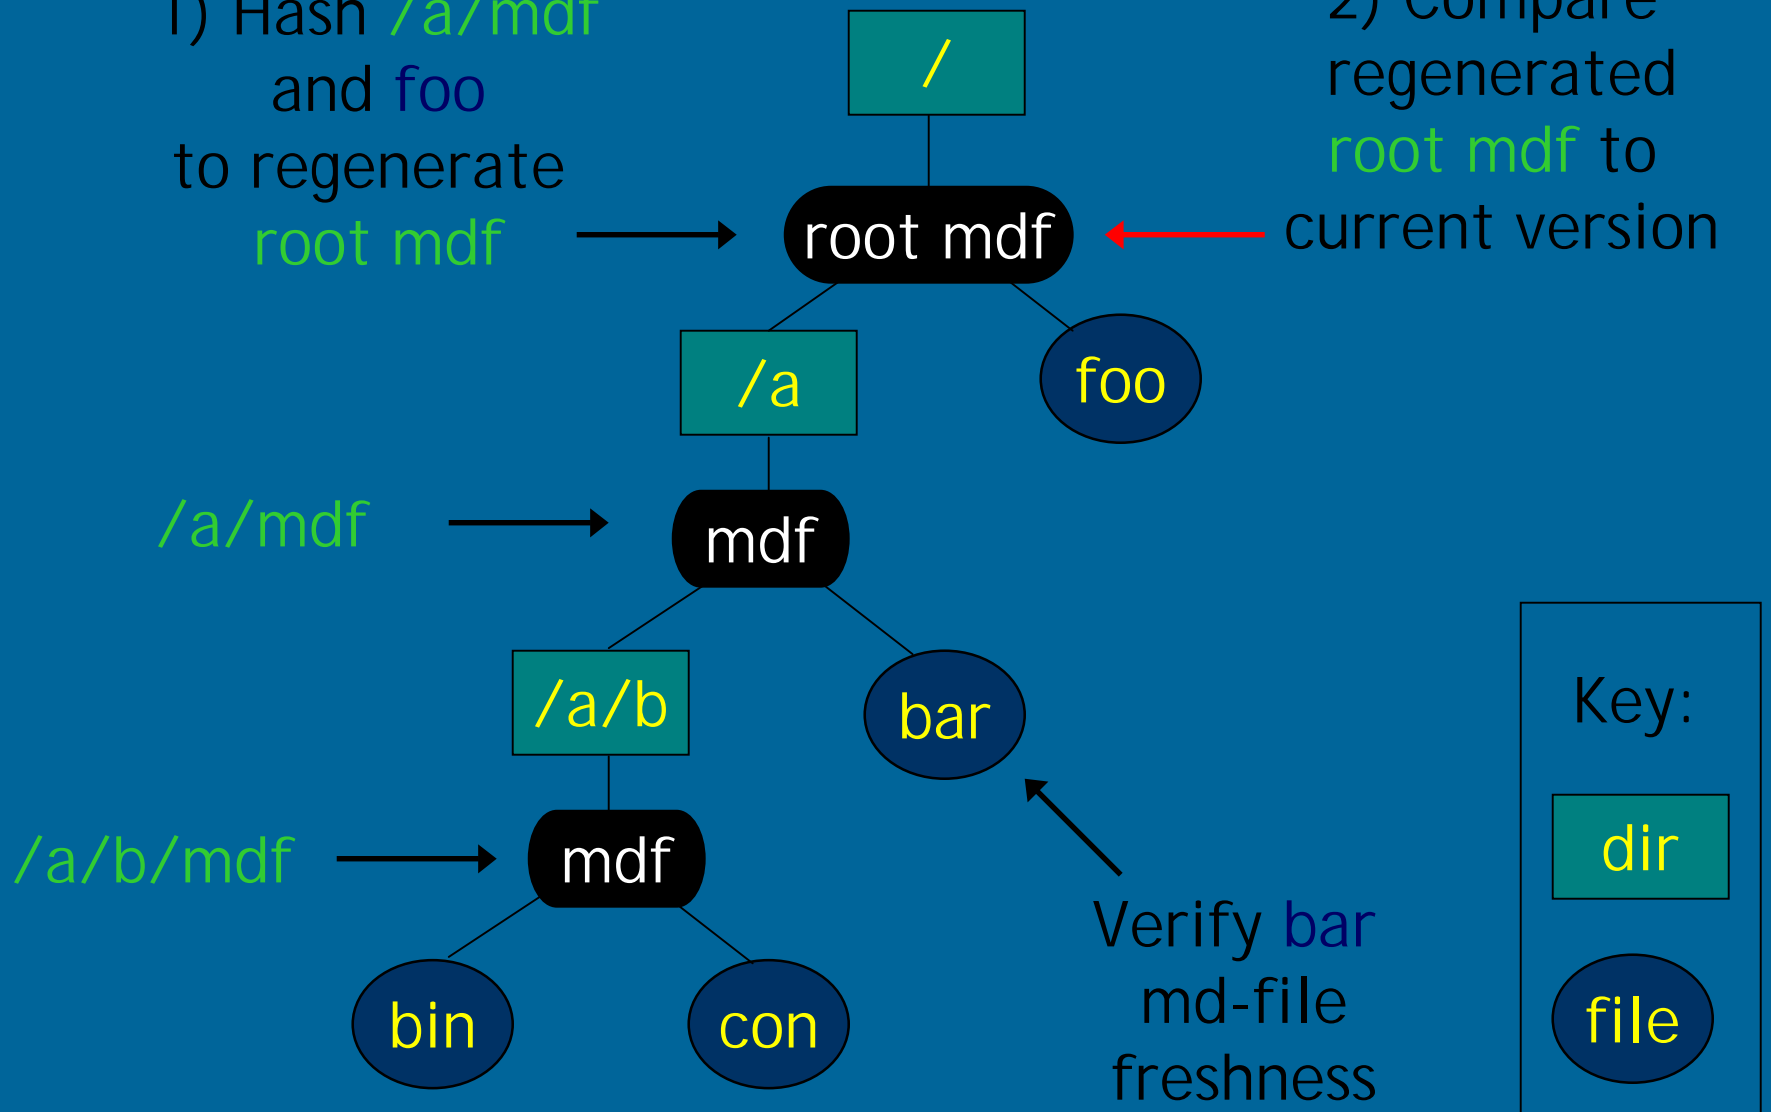 1) Hash /a/mdf
and foo
to regenerate
root mdf
2) Compare
regenerated
root mdf to
current version
/
root mdf
/a
foo
/a/mdf
mdf
/a/b
bar
/a/b/mdf
mdf
bin
con
Verify bar
md-file
freshness
Key:
dir
file